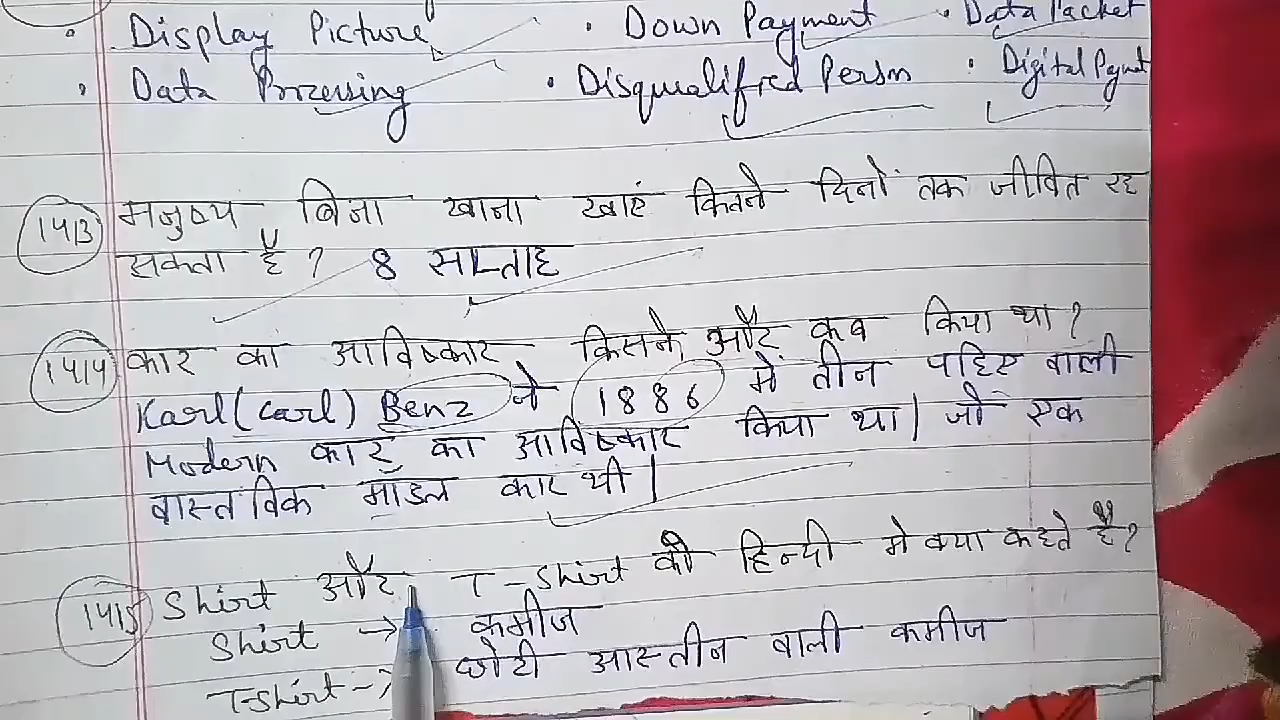 • Display Picture • Down Payment • Data Packet
• Data Processing • Disqualified Person • Digital Pymt
1413 मनुष्य बिना खाना खाएं कितने दिनों तक जीवित रह
सकता है ? 8 सप्ताह
1414 कार का आविष्कार किसने और कब किया था ?
Karl (Carl) Benz ने 1886 में तीन पहिए वाली
Modern कार का आविष्कार किया था | जो एक
वास्तविक मॉडल कार थी |
1415 Shirt और T-Shirt को हिन्दी मे क्या कहते है ?
Shirt → कमीज
T-Shirt → छोटी आस्तीन वाली कमीज